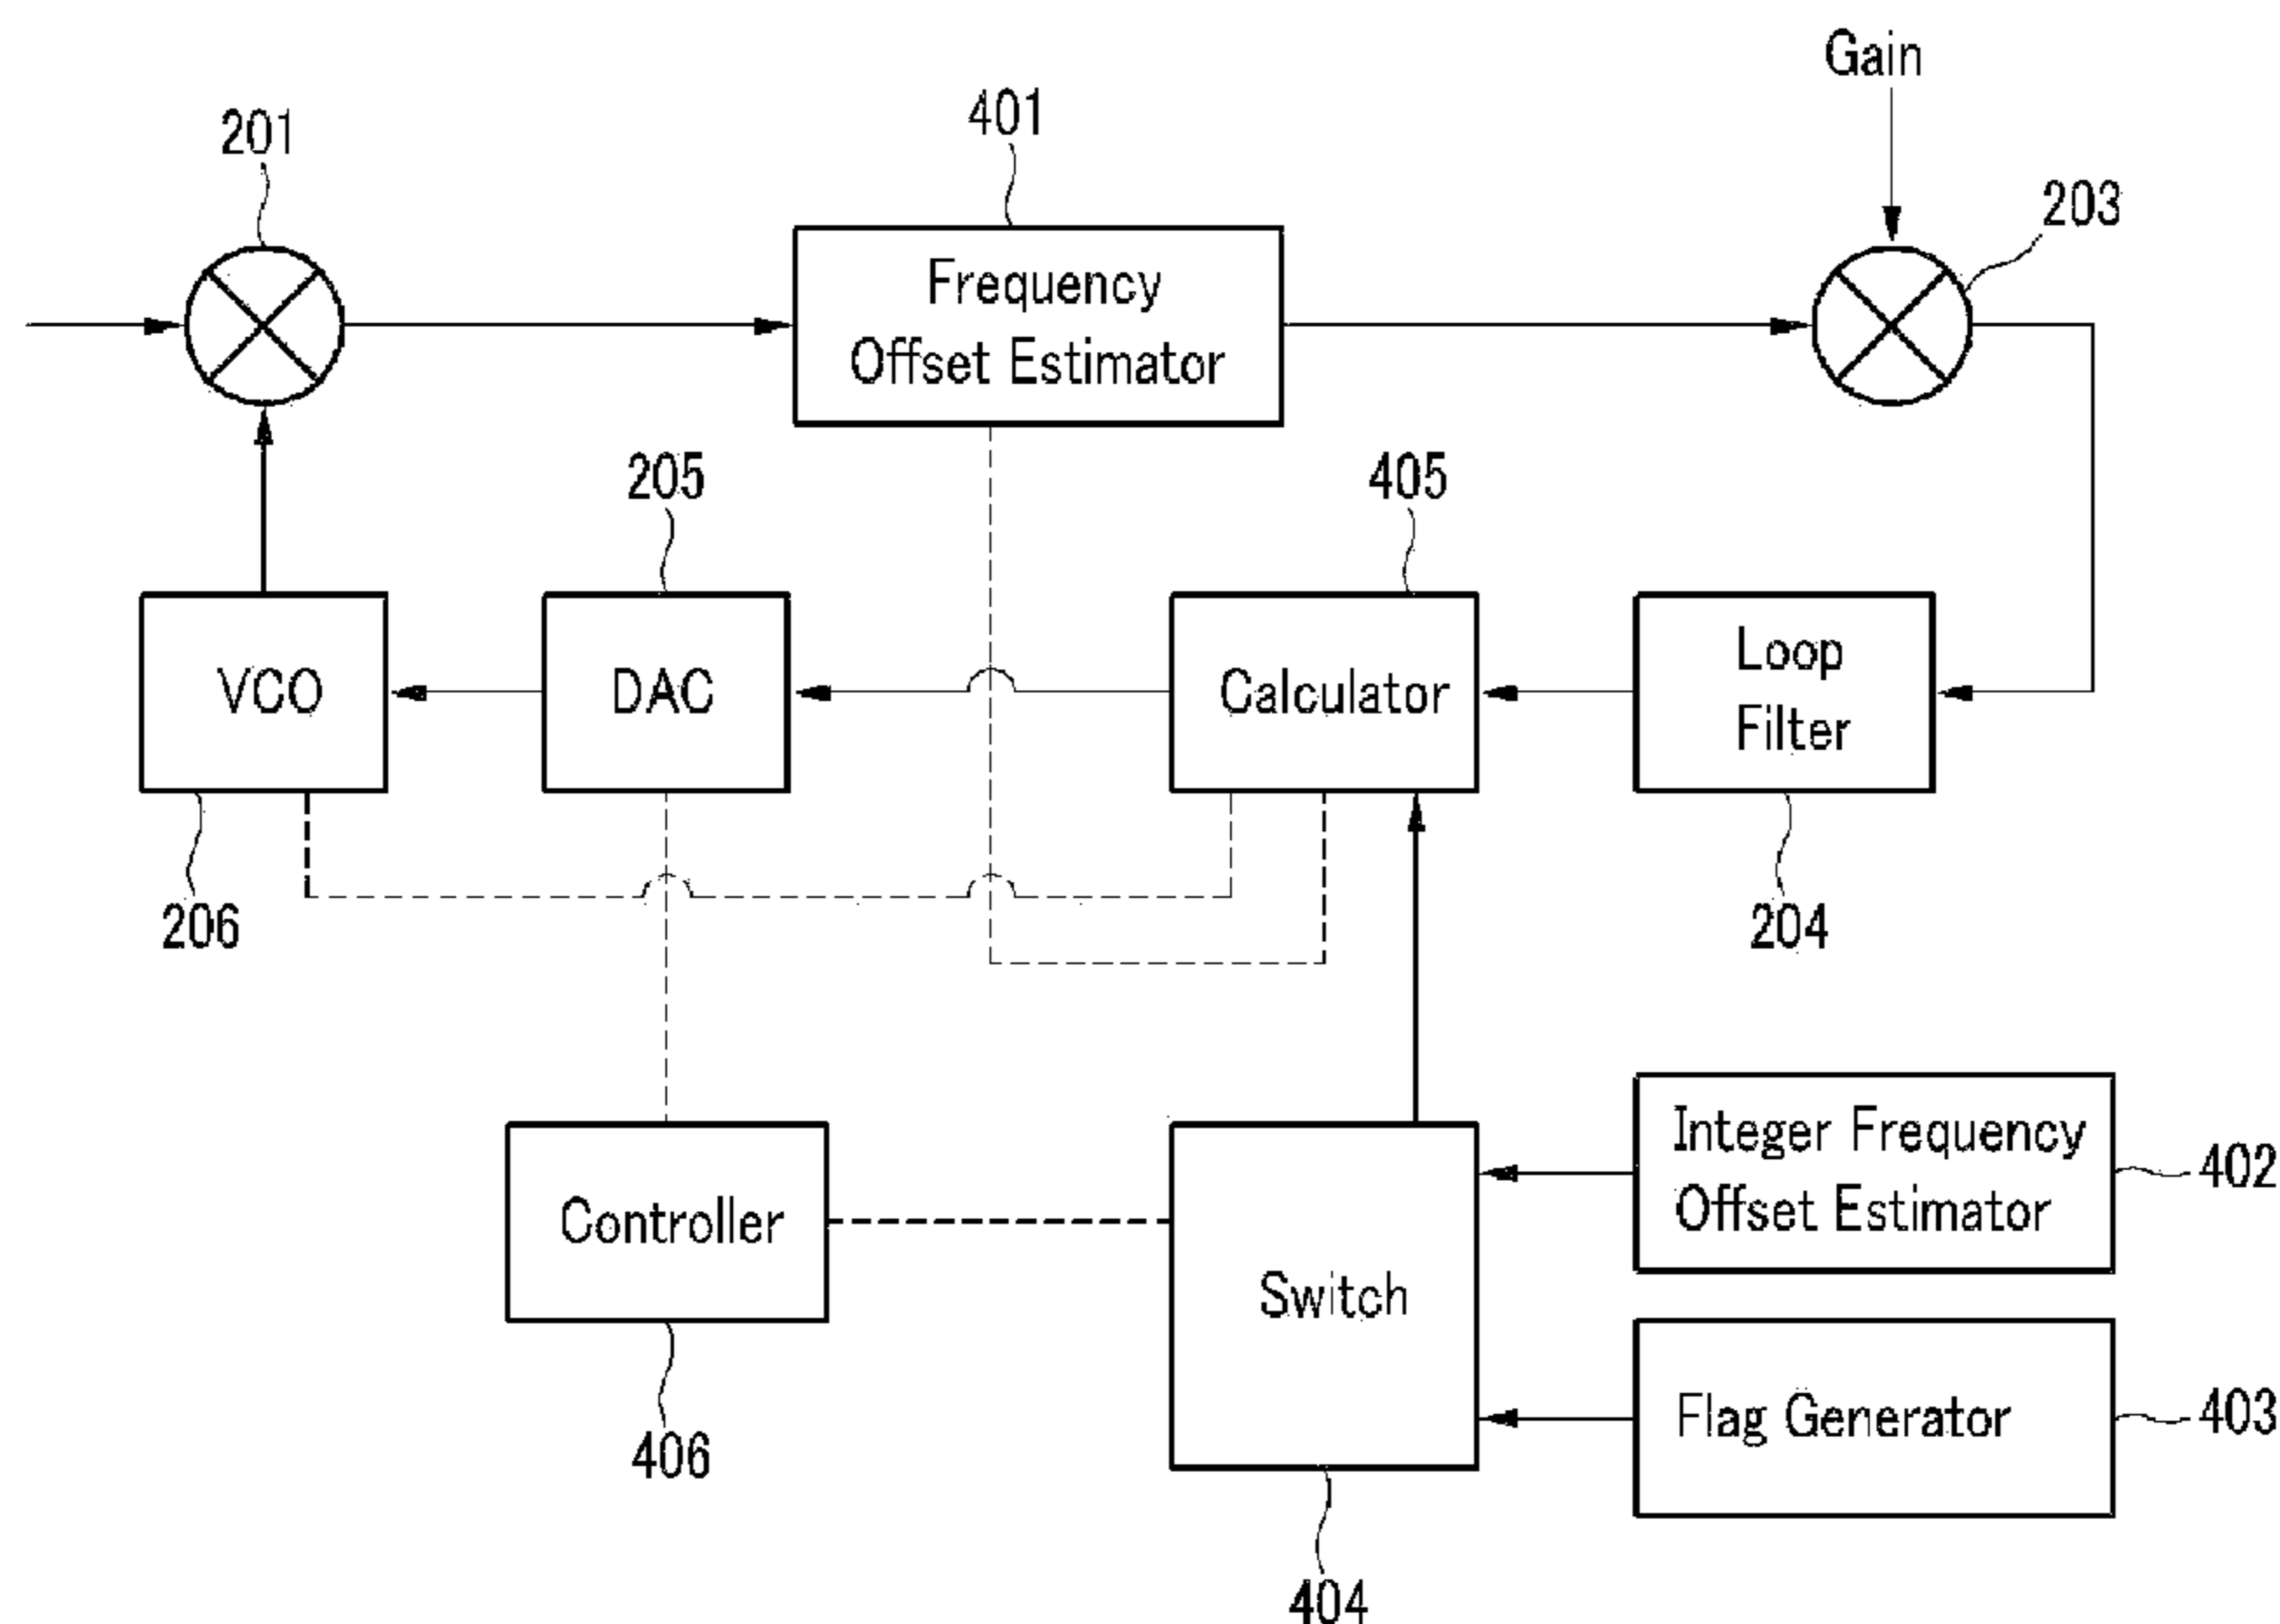 Gain
201
401
203
Frequency
Offset Estimator
205
405
VCO
DAC
Calculator
Loop
Filter
206
204
Integer Frequency
Offset Estimator
402
Controller
Switch
Flag Generator
403
406
404